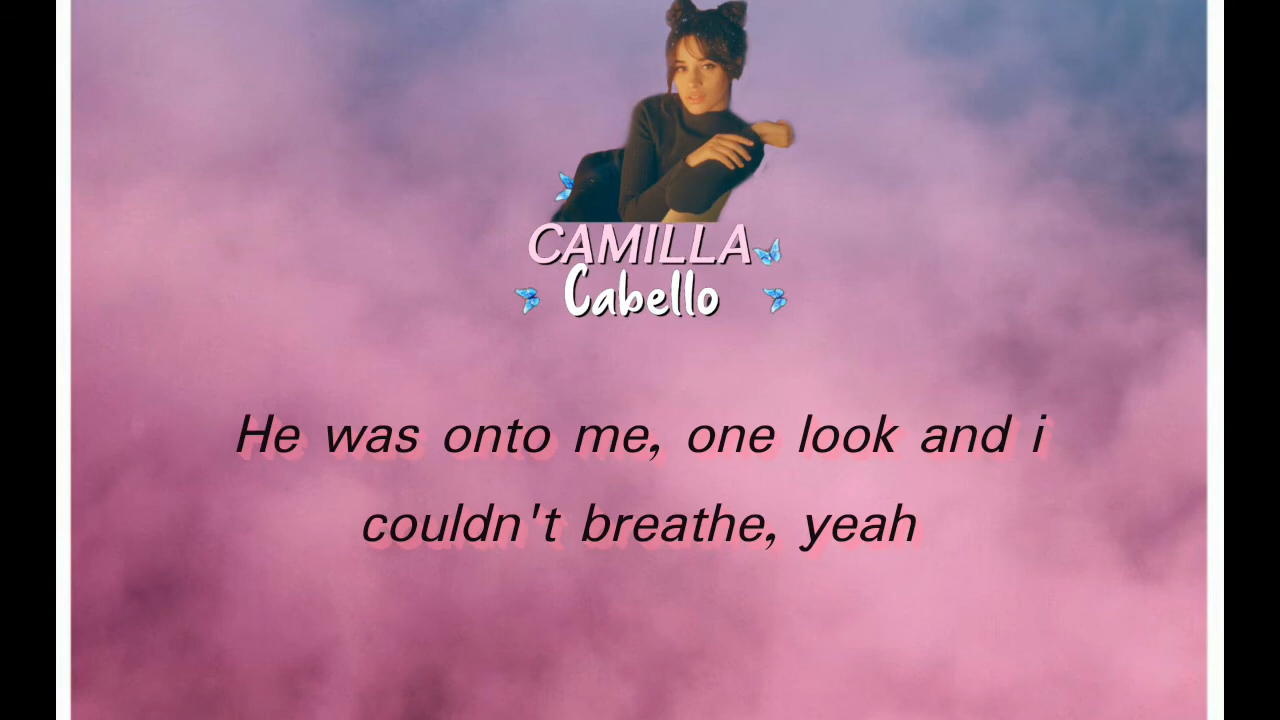 CAMILLA
Cabello
He was onto me, one look and i
couldn't breathe, yeah